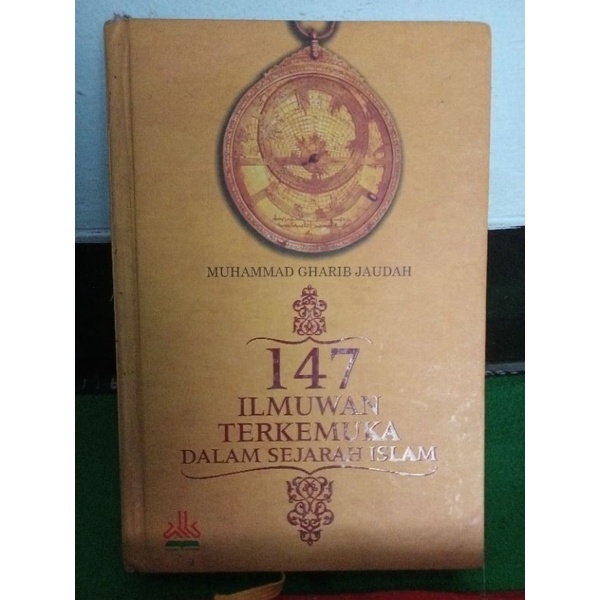 MUHAMMAD GHARIB JAUDAH
147
ILMUWAN
TERKEMUKA
DALAM SEJARAH ISLAM